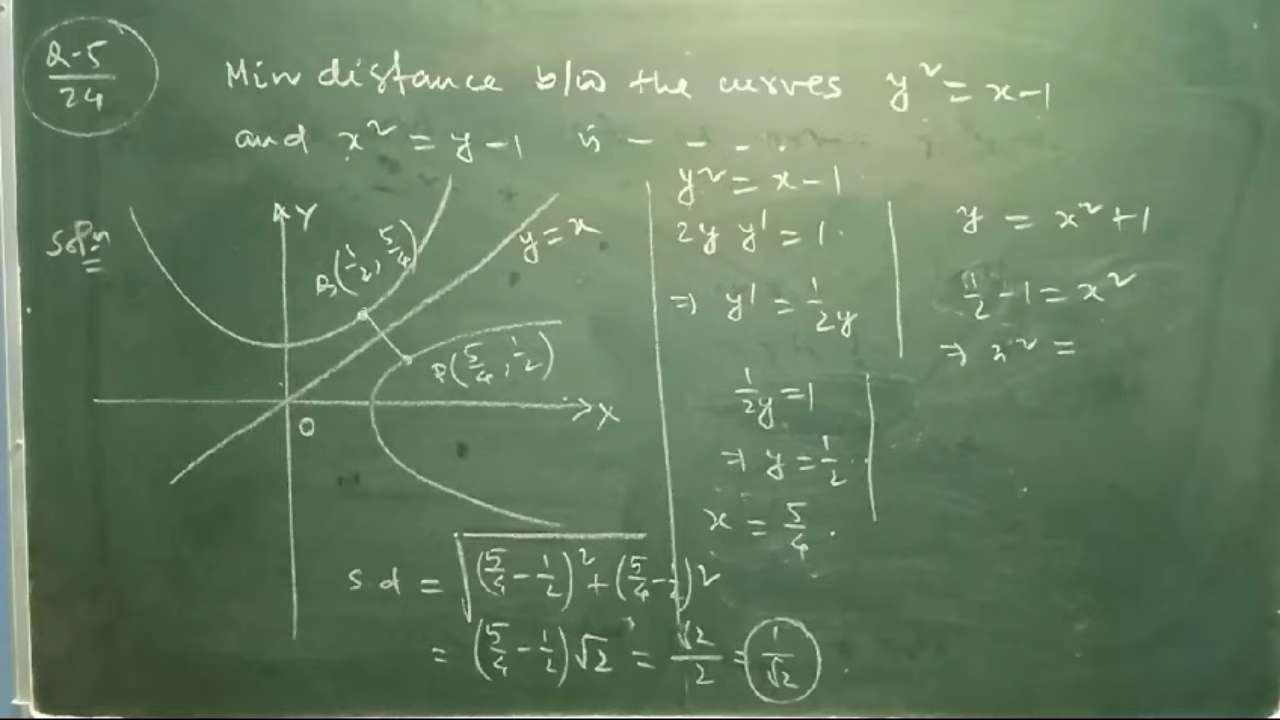 Q-5/24
Min distance b/w the curves y² = x-1
and x² = y-1 is - - - .
Soln
Y
y=x
B(1/2, 5/4)
P(5/4, 1/2)
X
O
y² = x-1
2y y' = 1
⇒ y' = 1/2y
1/2y = 1
⇒ y = 1/2
x = 5/4.
y = x²+1
-1 = x²
⇒ x² =
sd = √(5/4 - 1/2)² + (5/4 - 1/2)²
= (5/4 - 1/2)√2 = √2/2 = 1/√2